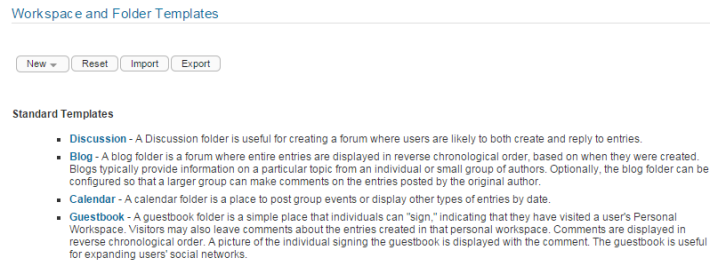 Workspace and Folder Templates
New Reset Import Export
Standard Templates
Discussion - A Discussion folder is useful for creating a forum where users are likely to both create and reply to entries.
Blog - A blog folder is a forum where entire entries are displayed in reverse chronological order, based on when they were created.
Blogs typically provide information on a particular topic from an individual or small group of authors. Optionally, the blog folder can be
configured so that a larger group can make comments on the entries posted by the original author.
Calendar - A calendar folder is a place to post group events or display other types of entries by date.
Guestbook - A guestbook folder is a simple place that individuals can "sign," indicating that they have visited a user's Personal
Workspace. Visitors may also leave comments about the entries created in that personal workspace. Comments are displayed in
reverse chronological order. A picture of the individual signing the guestbook is displayed with the comment. The guestbook is useful
for expanding users' social networks.